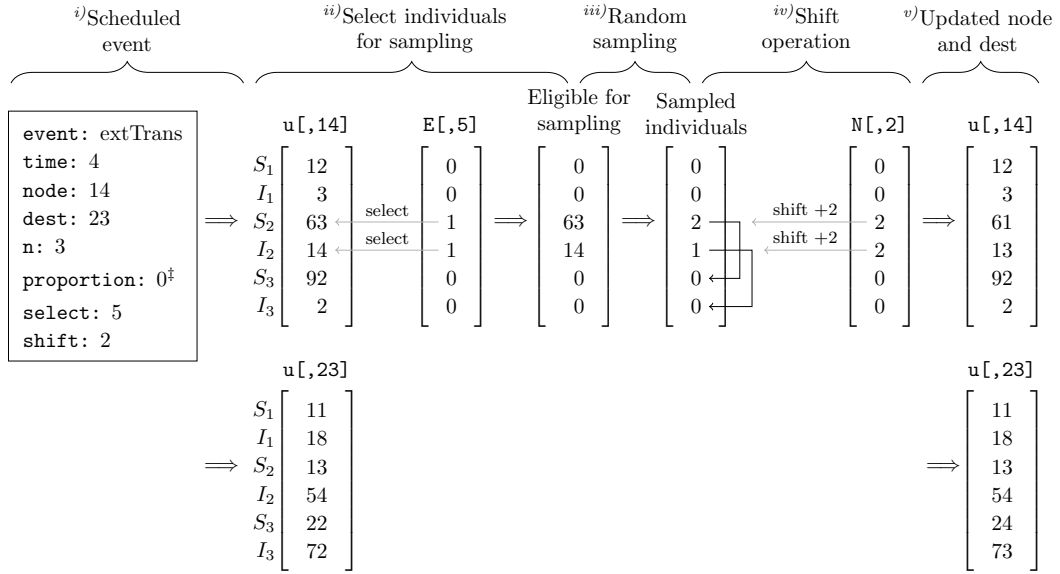 i)Scheduled event
ii)Select individuals for sampling
iii)Random sampling
iv)Shift operation
v)Updated node and dest
event: extTrans
time: 4
node: 14
dest: 23
n: 3
proportion: 0‡
select: 5
shift: 2
u[,14] E[,5] Eligible for sampling Sampled individuals N[,2] u[,14]
S1 12 0 0 0 0 12
I1 3 0 0 0 0 3
S2 63 select 1 63 2 shift +2 2 61
I2 14 select 1 14 1 shift +2 2 13
S3 92 0 0 0 0 92
I3 2 0 0 0 0 2
u[,23] u[,23]
S1 11 11
I1 18 18
S2 13 13
I2 54 54
S3 22 24
I3 72 73